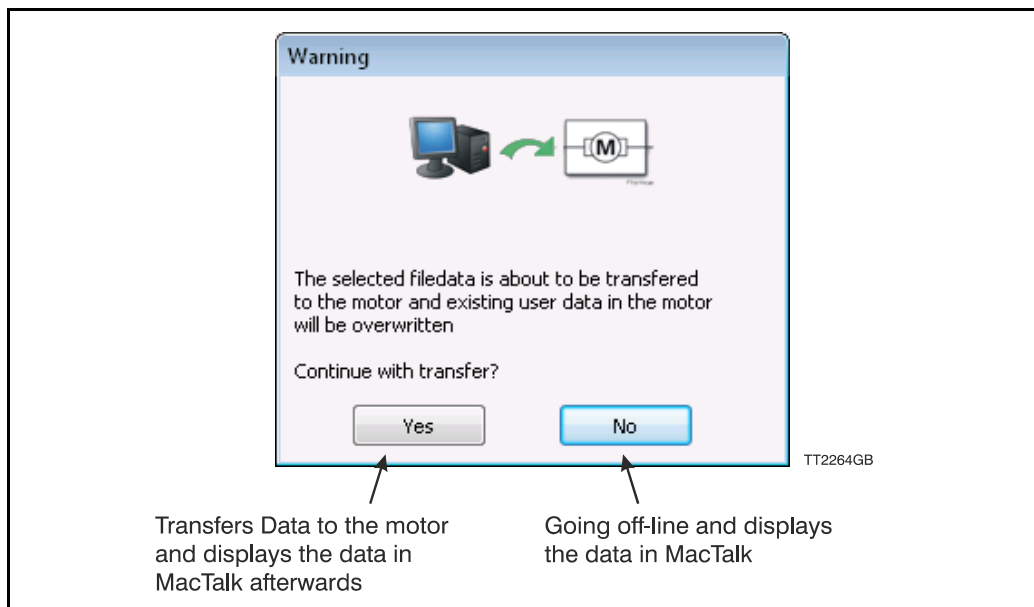 Warning
M
The selected filedata is about to be transfered
to the motor and existing user data in the motor
will be overwritten
Continue with transfer?
Yes
No
TT2264GB
Transfers Data to the motor
and displays the data in
MacTalk afterwards
Going off-line and displays
the data in MacTalk